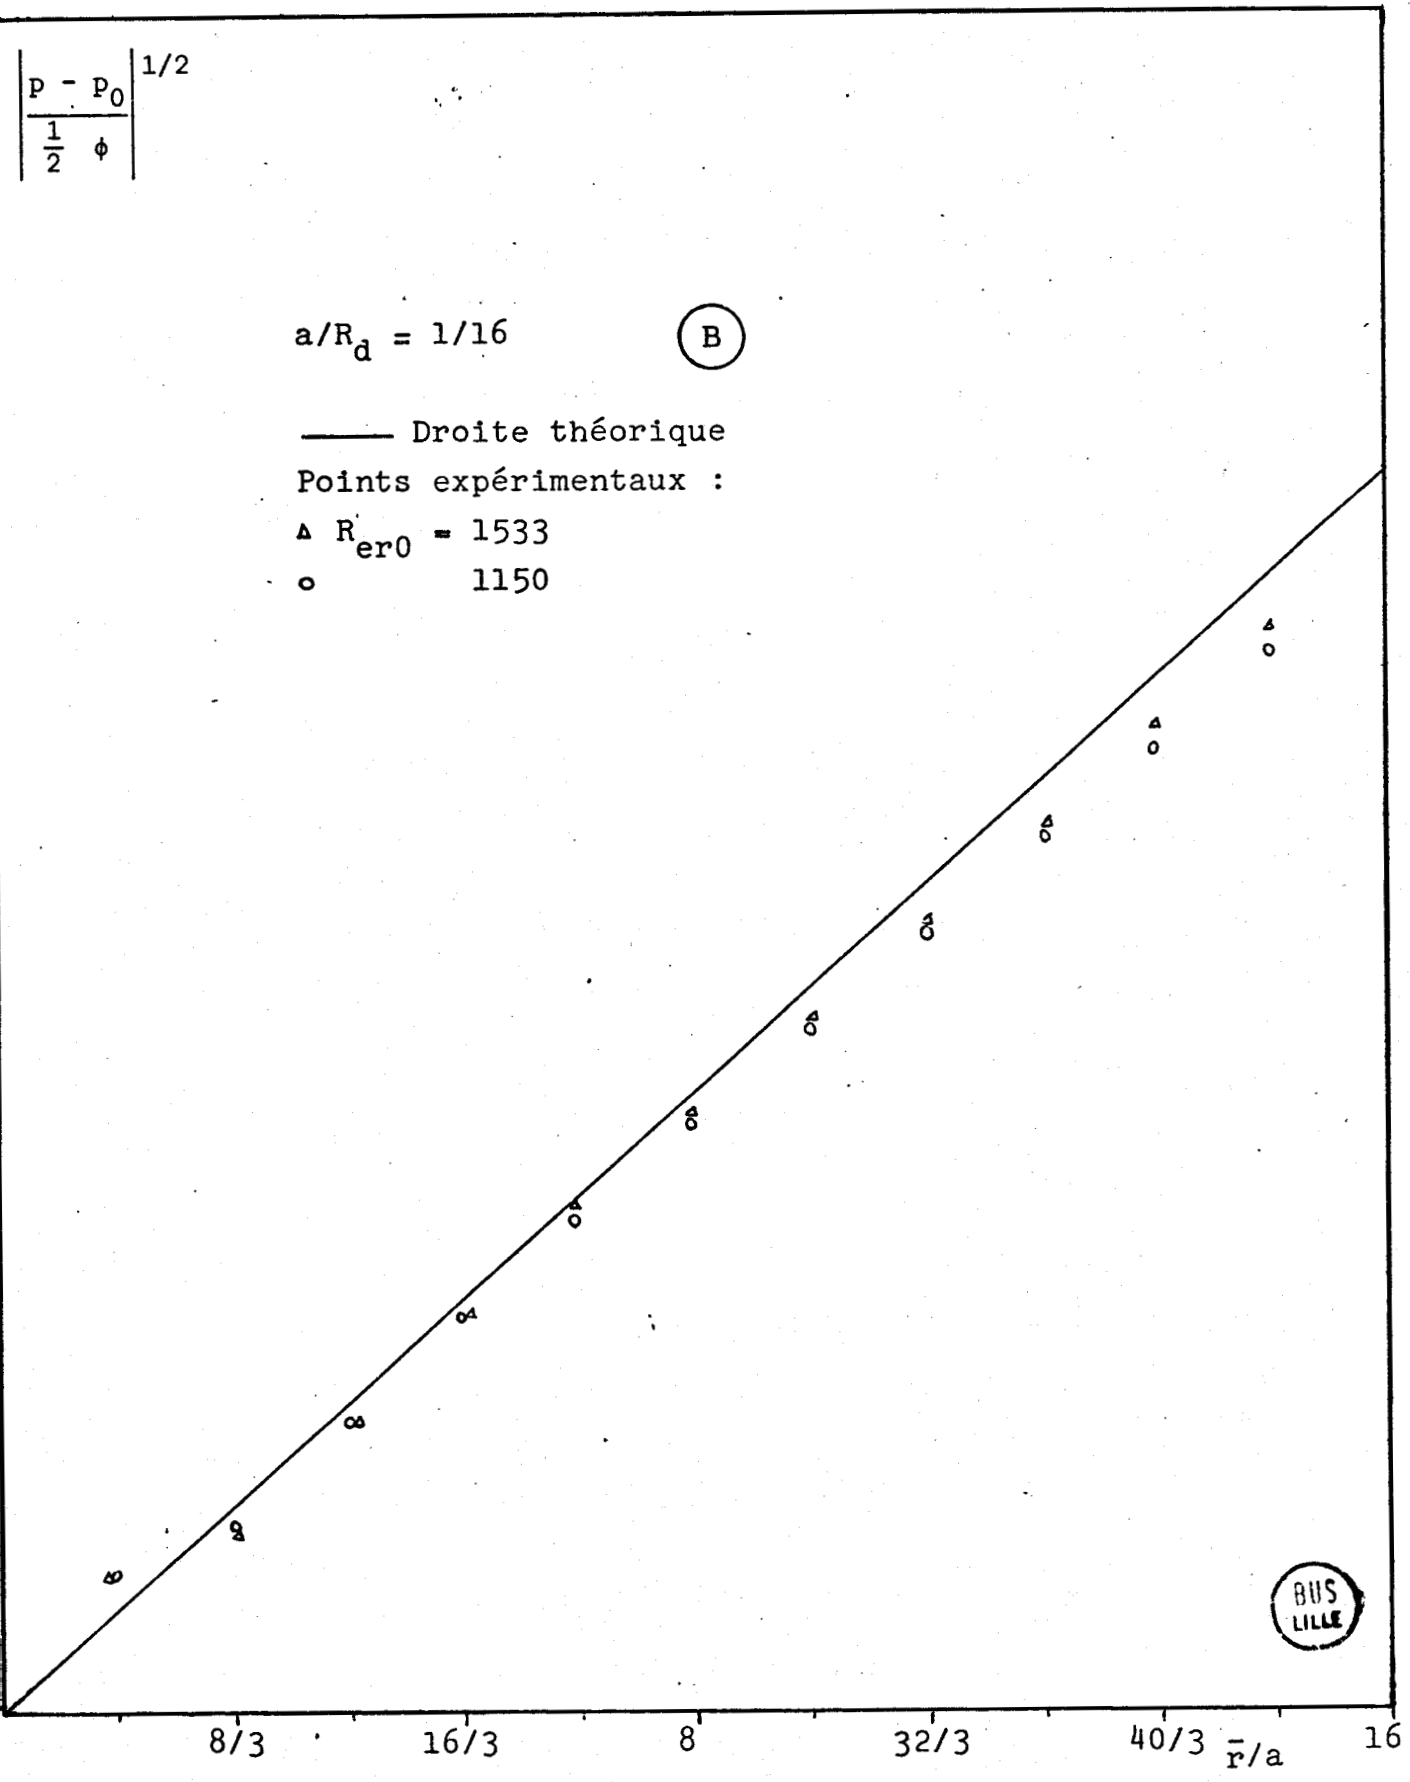 |p - p0|^1/2
1/2 ϕ
a/Rd = 1/16
B
Droite théorique
Points expérimentaux :
Δ Rer0 = 1533
o 1150
BUS
LILLE
8/3 16/3 8 32/3 40/3 r̅/a 16